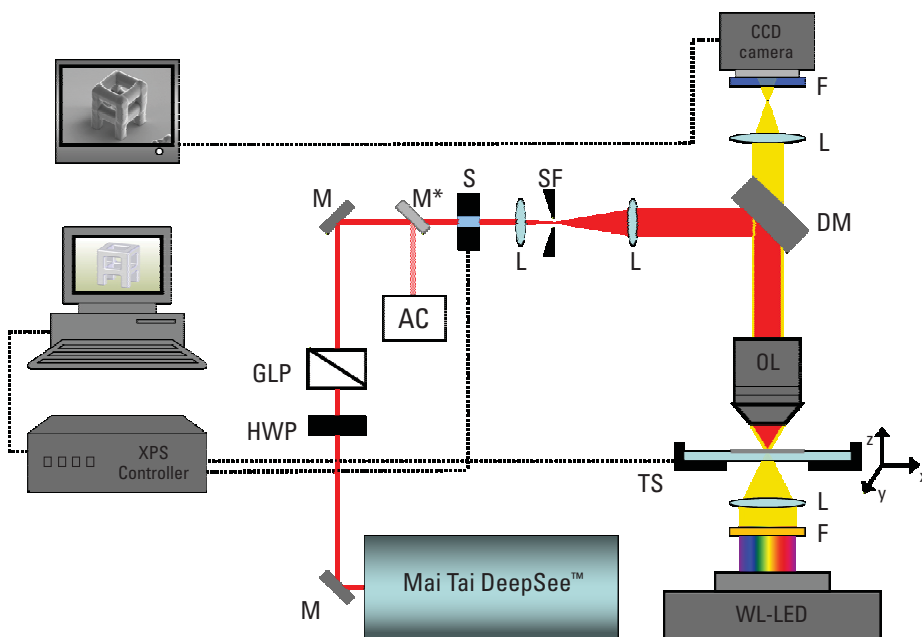 CCD
camera
F
L
S
SF
M
M*
DM
L
L
AC
OL
GLP
HWP
XPS
Controller
z
x
y
TS
L
F
Mai Tai DeepSee™
M
WL-LED